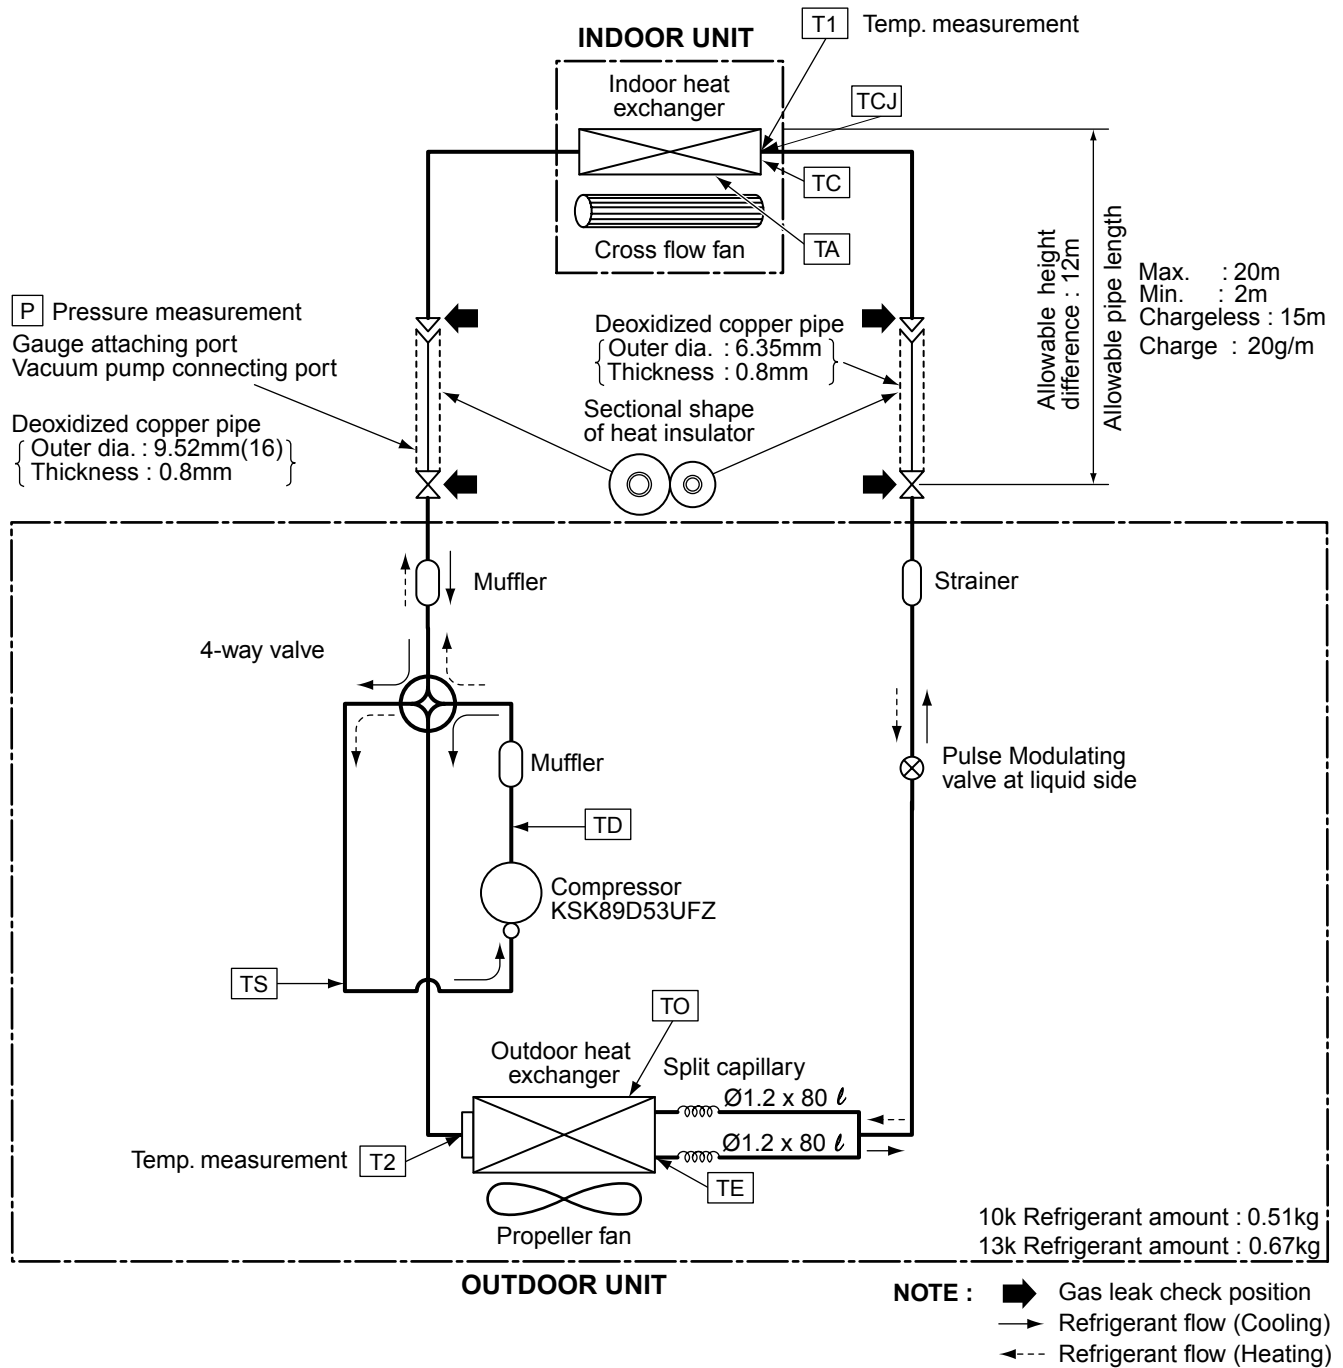 T1 Temp. measurement
INDOOR UNIT
Indoor heat
exchanger
TCJ
TC
Cross flow fan
TA
Allowable height
difference : 12m
Allowable pipe length
Max. : 20m
Min. : 2m
Chargeless : 15m
Charge : 20g/m
P Pressure measurement
Gauge attaching port
Vacuum pump connecting port
Deoxidized copper pipe
Outer dia. : 6.35mm
Thickness : 0.8mm
Sectional shape
of heat insulator
Deoxidized copper pipe
Outer dia. : 9.52mm(16)
Thickness : 0.8mm
Muffler
Strainer
4-way valve
Muffler
Pulse Modulating
valve at liquid side
TD
Compressor
KSK89D53UFZ
TS
TO
Outdoor heat
exchanger
Split capillary
Ø1.2 x 80 ℓ
Ø1.2 x 80 ℓ
Temp. measurement T2
TE
Propeller fan
10k Refrigerant amount : 0.51kg
13k Refrigerant amount : 0.67kg
OUTDOOR UNIT
NOTE : Gas leak check position
Refrigerant flow (Cooling)
Refrigerant flow (Heating)